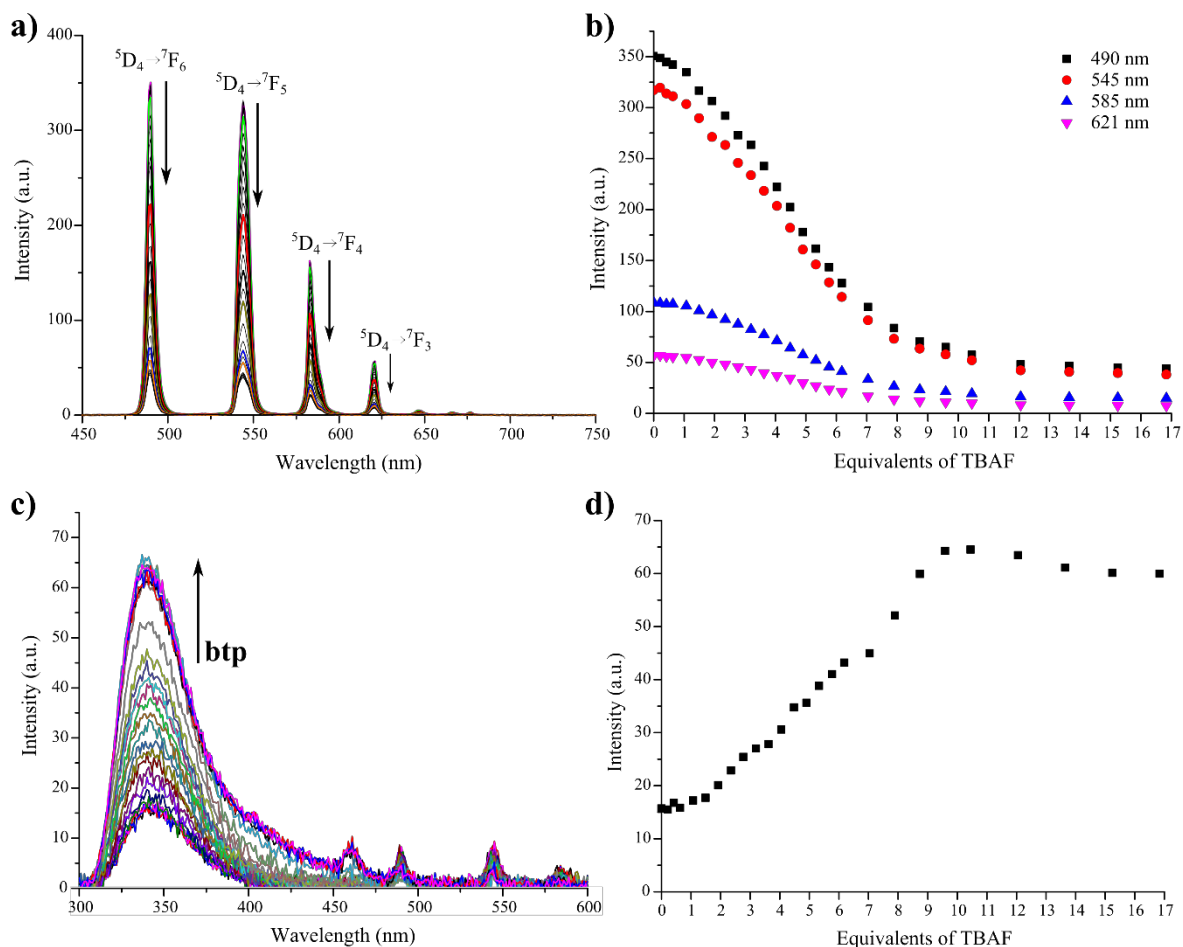 a)
400
350
300
250
200
150
100
50
0
⁵D₄→⁷F₆
⁵D₄→⁷F₅
⁵D₄→⁷F₄
⁵D₄→⁷F₃
Intensity (a.u.)
450 500 550 600 650 700 750
Wavelength (nm)
b)
350
300
250
200
150
100
50
0
490 nm
545 nm
585 nm
621 nm
Intensity (a.u.)
0 1 2 3 4 5 6 7 8 9 10 11 12 13 14 15 16 17
Equivalents of TBAF
c)
70
60
50
40
30
20
10
0
btp
Intensity (a.u.)
300 350 400 450 500 550 600
Wavelength (nm)
d)
70
60
50
40
30
20
10
0
Intensity (a.u.)
0 1 2 3 4 5 6 7 8 9 10 11 12 13 14 15 16 17
Equivalents of TBAF